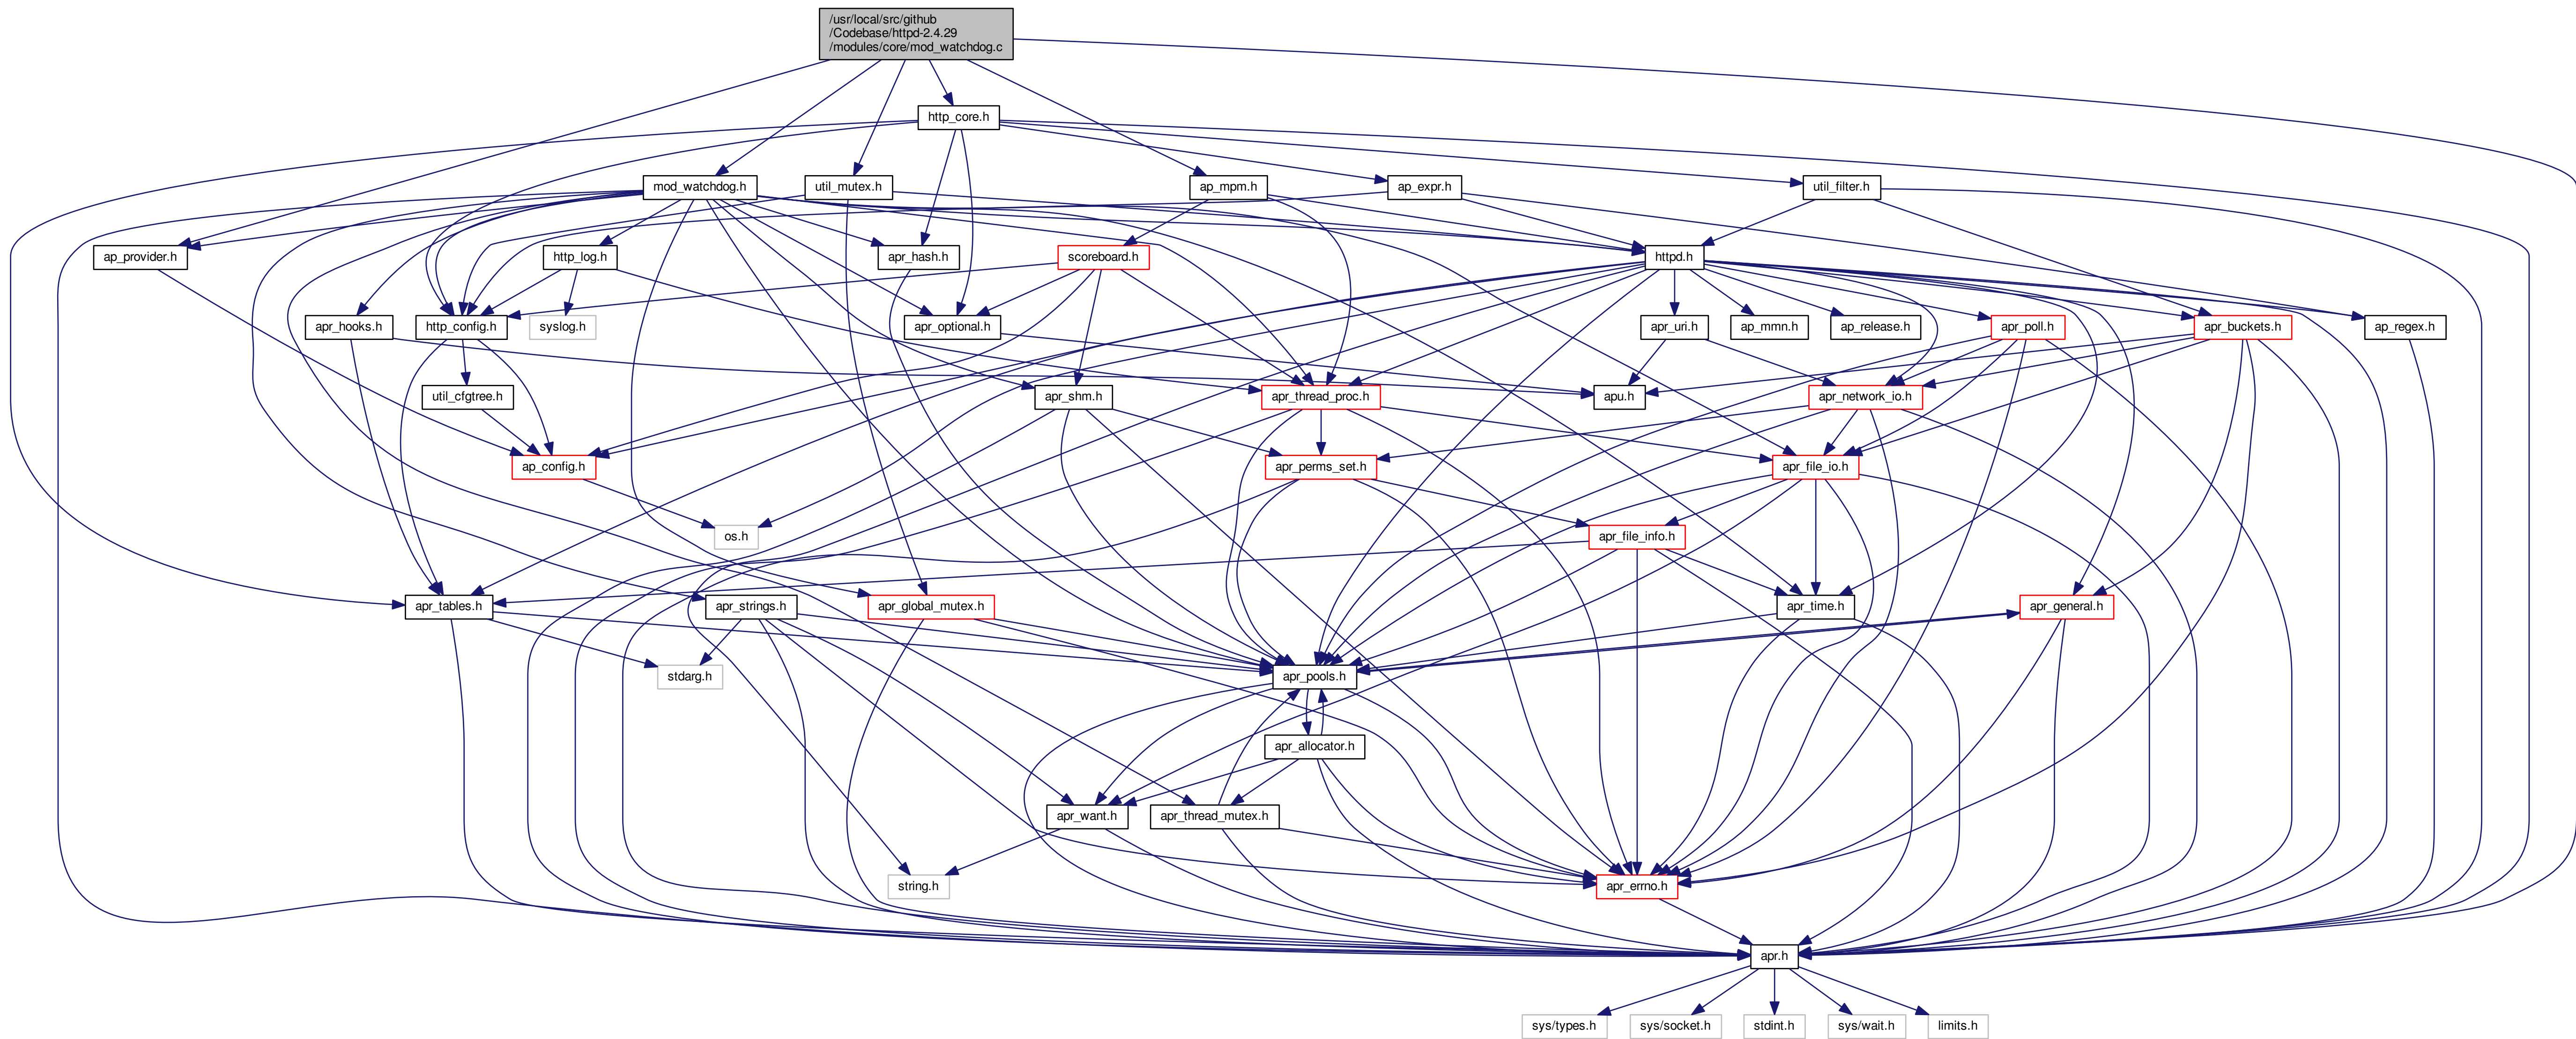 /usr/local/src/github
/Codebase/httpd-2.4.29
/modules/core/mod_watchdog.c
http_core.h
mod_watchdog.h
util_mutex.h
ap_mpm.h
ap_expr.h
util_filter.h
ap_provider.h
http_log.h
apr_hash.h
scoreboard.h
httpd.h
apr_hooks.h
http_config.h
syslog.h
apr_optional.h
apr_uri.h
ap_mmn.h
ap_release.h
apr_poll.h
apr_buckets.h
ap_regex.h
util_cfgtree.h
apr_shm.h
apr_thread_proc.h
apu.h
apr_network_io.h
ap_config.h
apr_perms_set.h
apr_file_io.h
os.h
apr_file_info.h
apr_tables.h
apr_strings.h
apr_global_mutex.h
apr_time.h
apr_general.h
stdarg.h
apr_pools.h
apr_allocator.h
apr_want.h
apr_thread_mutex.h
string.h
apr_errno.h
apr.h
sys/types.h
sys/socket.h
stdint.h
sys/wait.h
limits.h